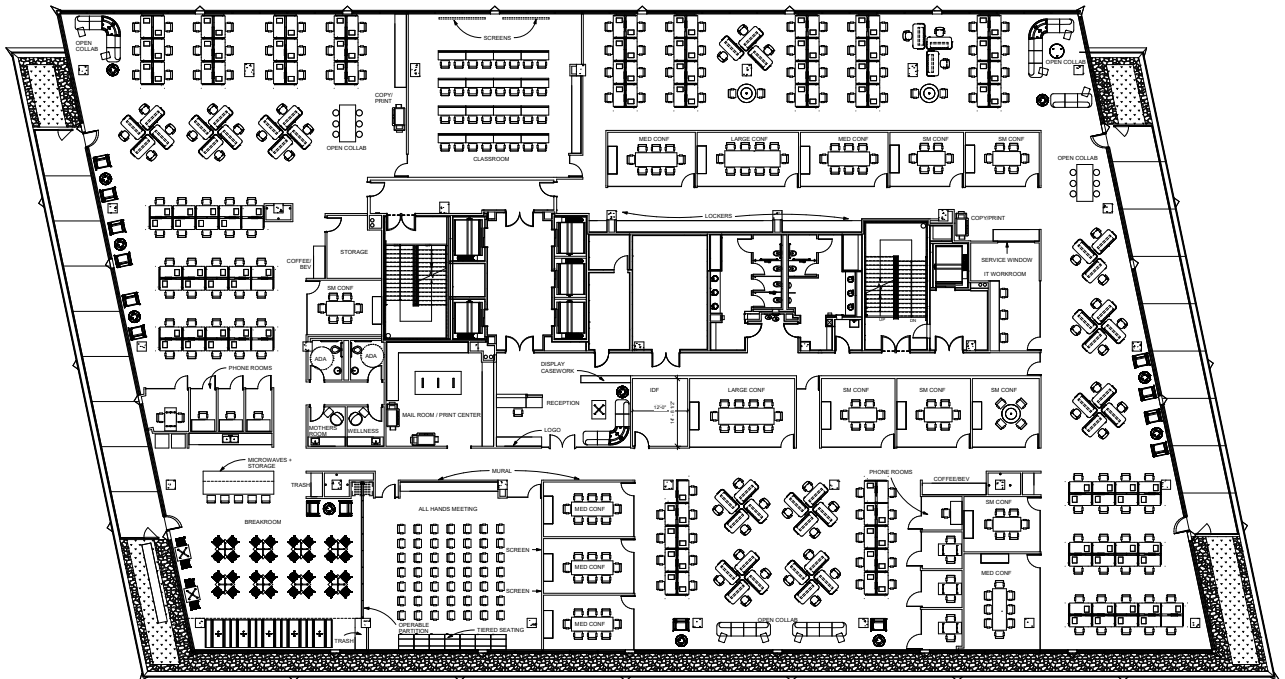 OPEN
COLLAB
SCREENS
OPEN COLLAB
COPY/
PRINT
OPEN COLLAB
CLASSROOM
MED CONF
LARGE CONF
MED CONF
SM CONF
SM CONF
OPEN COLLAB
LOCKERS
COPY/PRINT
STORAGE
COFFEE/
BEV
SERVICE WINDOW
IT WORKROOM
SM CONF
UP
DN
ADA
ADA
PHONE ROOMS
DISPLAY
CASEWORK
RECEPTION
IDF
12'-0"
LARGE CONF
SM CONF
SM CONF
SM CONF
MAIL ROOM / PRINT CENTER
MOTHERS
ROOM
WELLNESS
LOGO
MICROWAVES +
STORAGE
TRASH
MURAL
PHONE ROOMS
COFFEE/BEV
BREAKROOM
ALL HANDS MEETING
MED CONF
SM CONF
SCREEN
MED CONF
SCREEN
MED CONF
MED CONF
OPERABLE
PARTITION
TRASH
TIERED SEATING
OPEN COLLAB